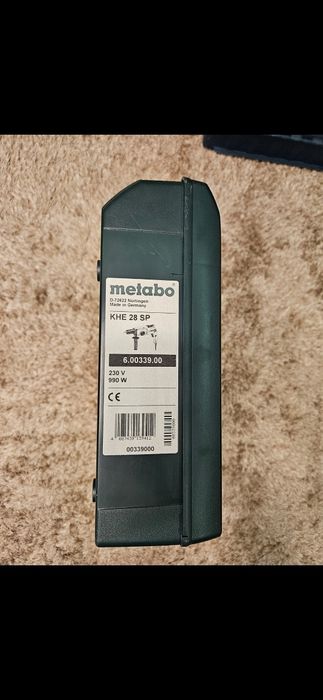 metabo
D-72622 Nürtingen
Made in Germany
KHE 28 SP
6.00339.00
230 V
990 W
CE
00339000